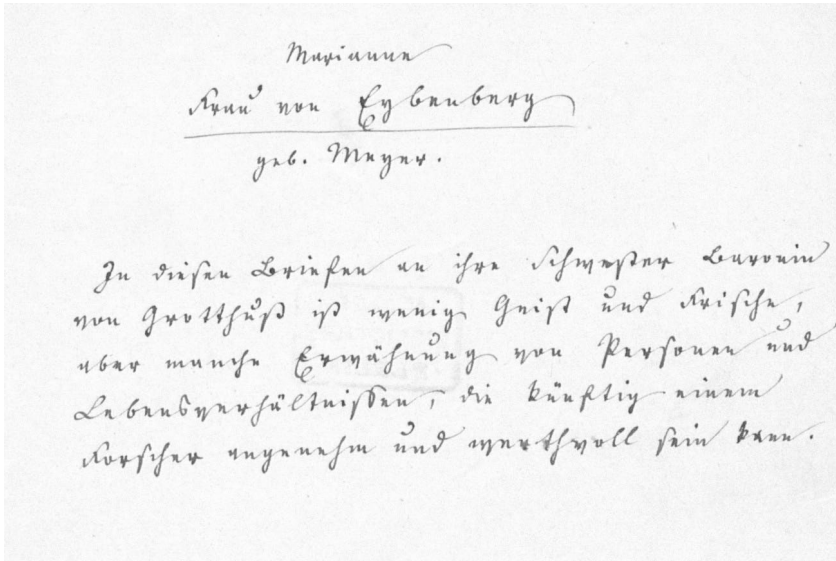 Marianne
Frau von Eybenberg
geb. Meyer.
In diesen Briefen an ihre Schwester Baronin
von Grotthuß ist wenig Geist und Frische,
aber manche Erwähnung von Personen und
Lebensverhältnissen, die künftig einem
Forscher angenehm und werthvoll sein kann.